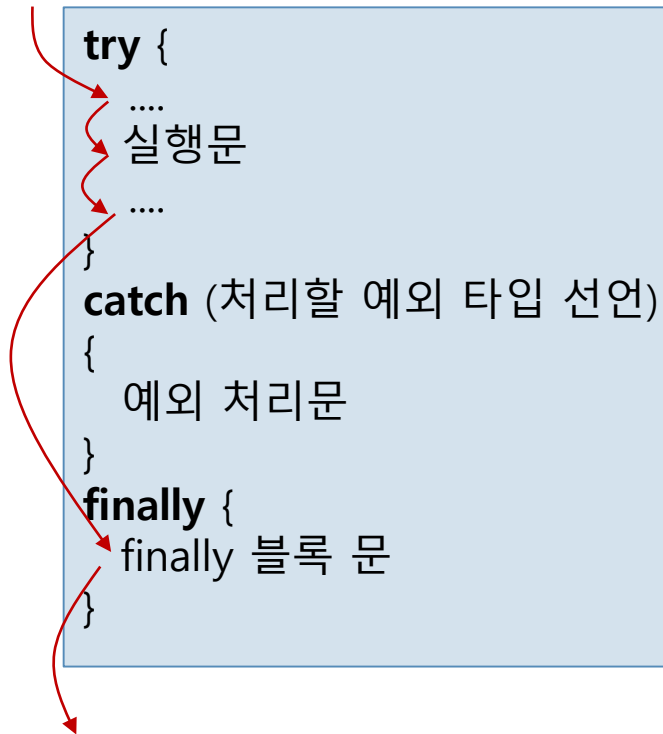 try {
....
실행문
....
}
catch (처리할 예외 타입 선언)
{
예외 처리문
}
finally {
finally 블록 문
}